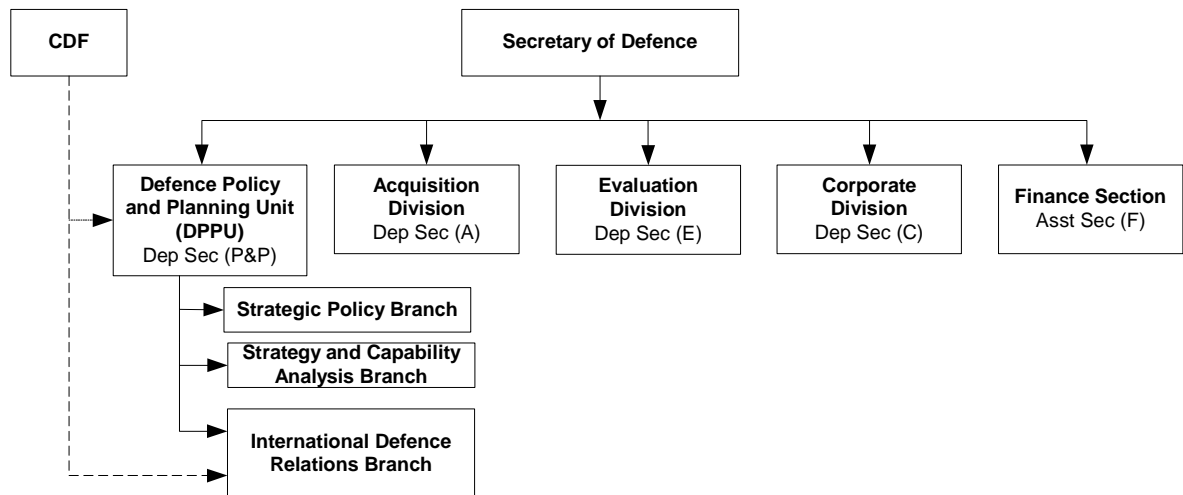 CDF
Secretary of Defence
Defence Policy
and Planning Unit
(DPPU)
Dep Sec (P&P)
Acquisition
Division
Dep Sec (A)
Evaluation
Division
Dep Sec (E)
Corporate
Division
Dep Sec (C)
Finance Section
Asst Sec (F)
Strategic Policy Branch
Strategy and Capability
Analysis Branch
International Defence
Relations Branch